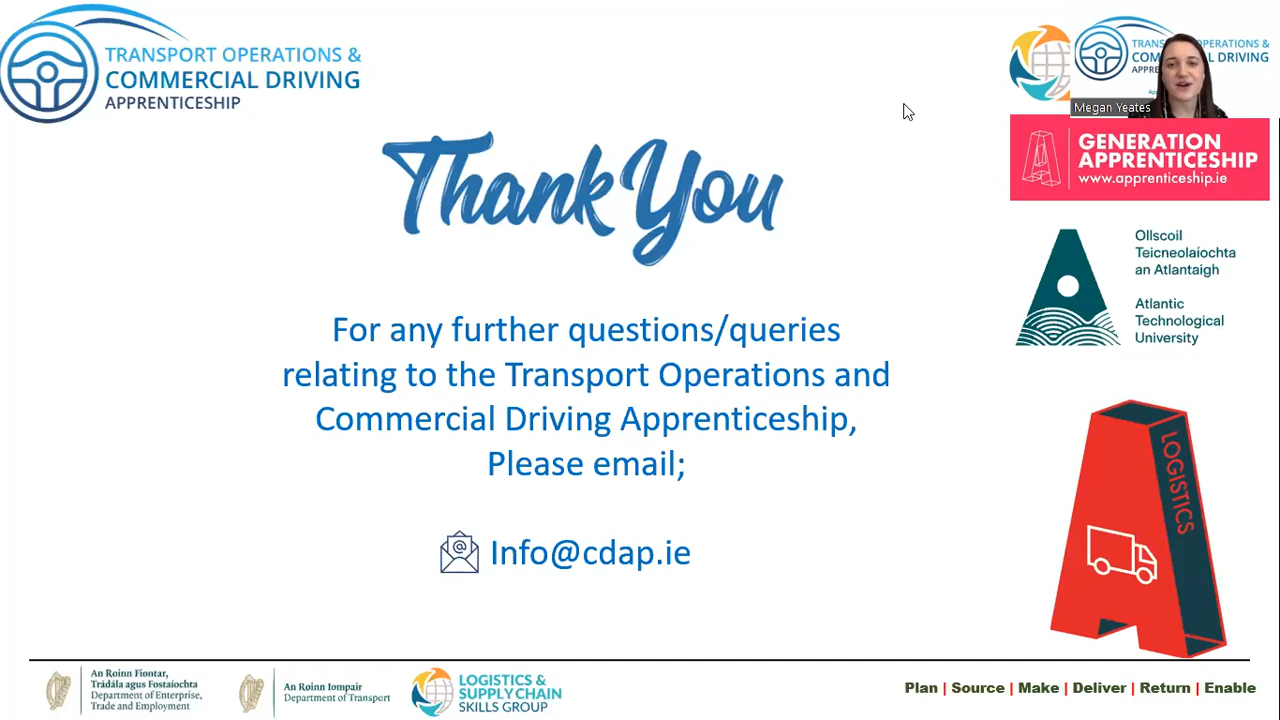 TRANSPORT OPERATIONS &
COMMERCIAL DRIVING
APPRENTICESHIP
Megan Yeates
GENERATION
APPRENTICESHIP
www.apprenticeship.ie
Thank You
Ollscoil
Teicneolaíochta
an Atlantaigh
Atlantic
Technological
University
For any further questions/queries
relating to the Transport Operations and
Commercial Driving Apprenticeship,
Please email;
Info@cdap.ie
LOGISTICS
An Roinn Fiontar,
Trádála agus Fostaíochta
Department of Enterprise,
Trade and Employment
An Roinn Iompair
Department of Transport
LOGISTICS &
SUPPLY CHAIN
SKILLS GROUP
Plan | Source | Make | Deliver | Return | Enable